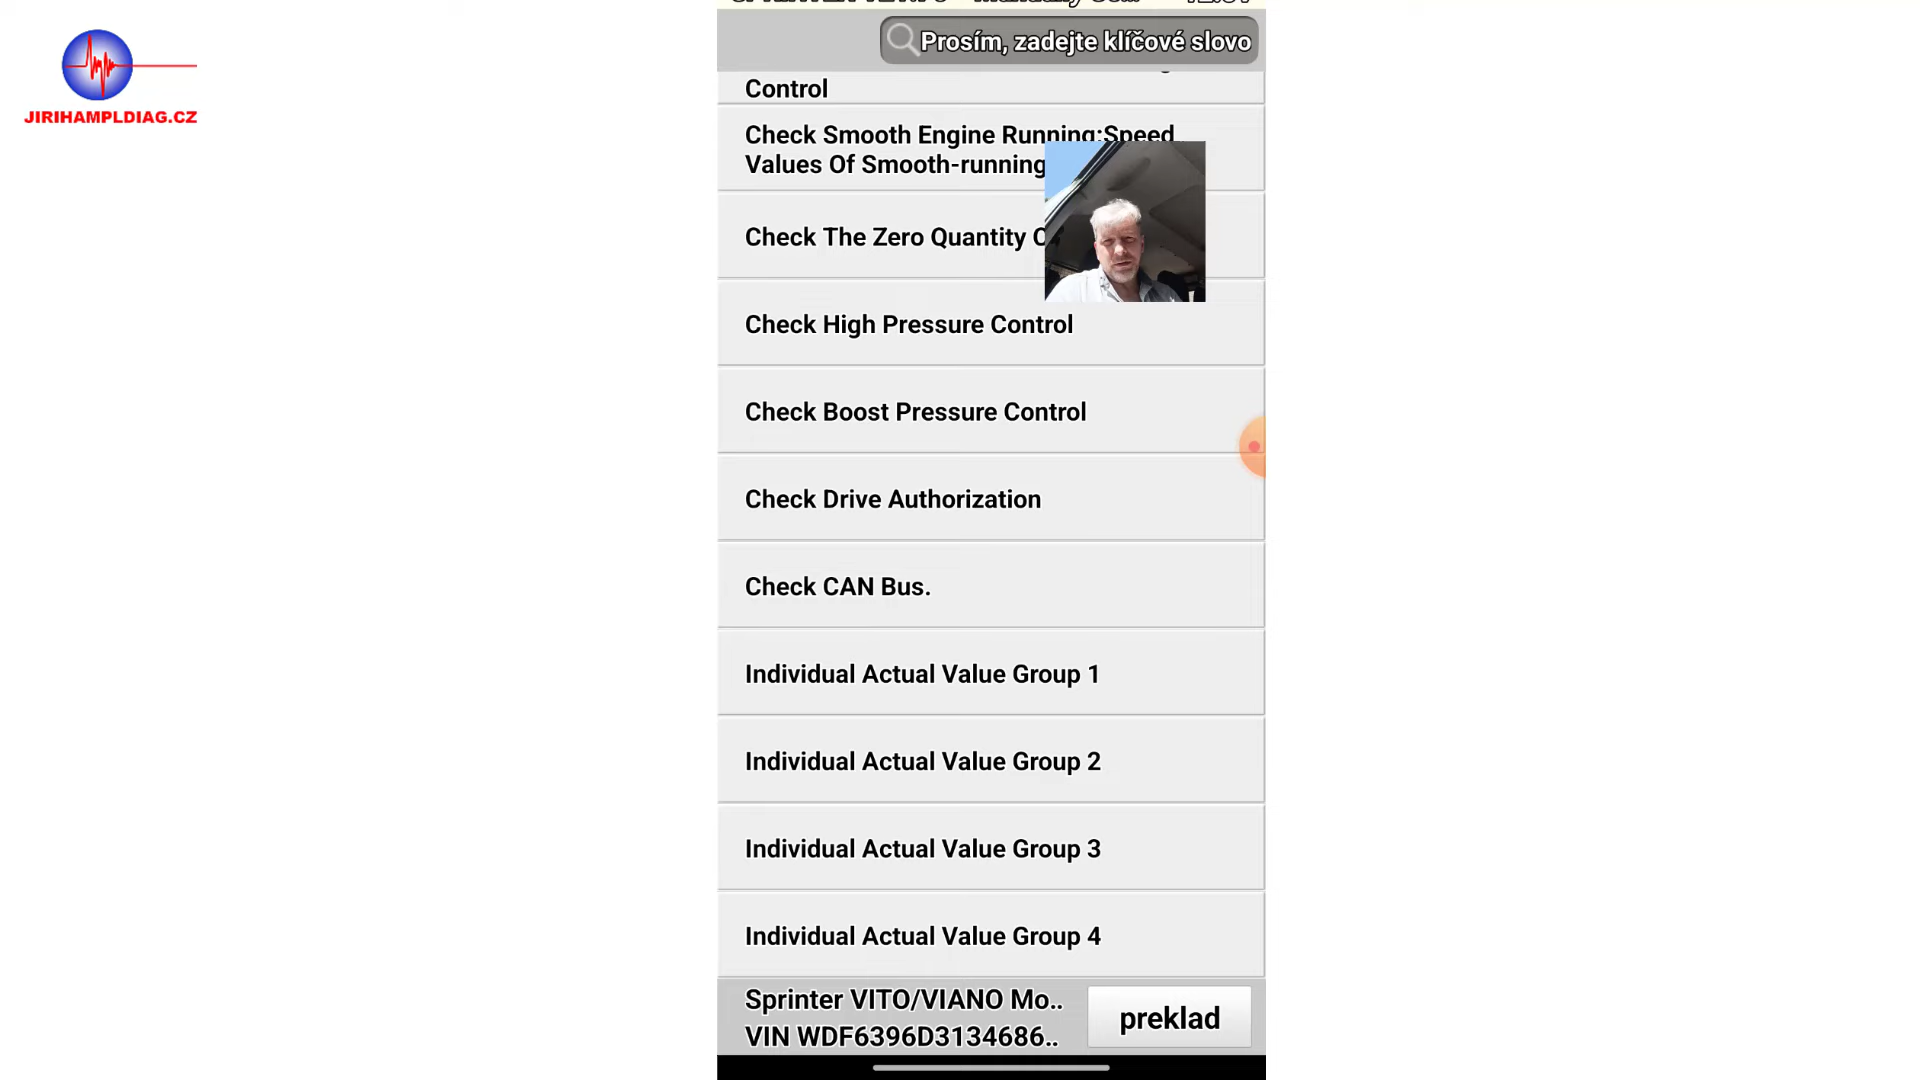 JIRIHAMPLDIAG.CZ
Prosím, zadejte klíčové slovo
Control
Check Smooth Engine Running:Speed
Values Of Smooth-running
Check The Zero Quantity
Check High Pressure Control
Check Boost Pressure Control
Check Drive Authorization
Check CAN Bus.
Individual Actual Value Group 1
Individual Actual Value Group 2
Individual Actual Value Group 3
Individual Actual Value Group 4
Sprinter VITO/VIANO Mo..
VIN WDF6396D3134686..
preklad